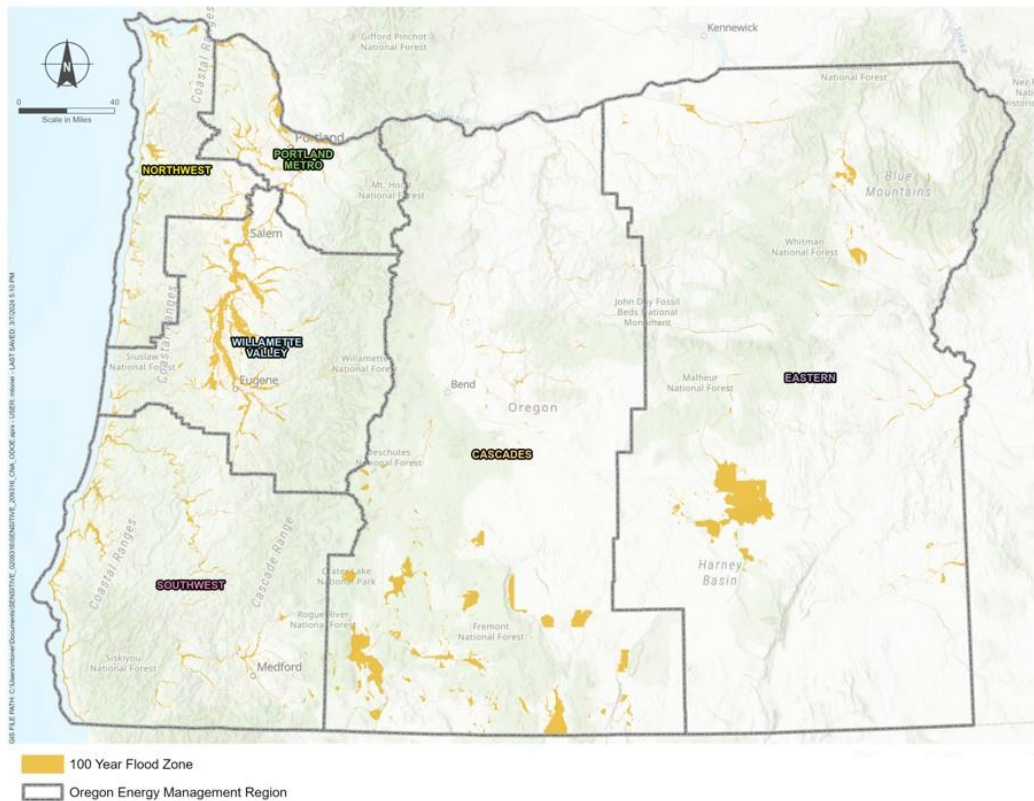 Gifford Pinchot
National Forest
Kennewick
Snake
Coastal Ranges
N
0 40
Scale in Miles
Umatilla
National Forest
Portland
PORTLAND
METRO
NORTHWEST
Mt. Hood
National Forest
Blue
Mountains
Salem
Whitman
National Forest
John Day Fossil
Beds National
Monument
WILLAMETTE
VALLEY
Siuslaw
National Forest
Coastal Ranges
Willamette
National Forest
Eugene
Bend
Malheur
National Forest
EASTERN
Oregon
Deschutes
National Forest
CASCADES
Coastal Ranges
Cascade Range
Crater Lake
National Park
SOUTHWEST
Harney
Basin
Rogue River
National Forest
Fremont
National Forest
Siskiyou
National Forest
Medford
100 Year Flood Zone
Oregon Energy Management Region